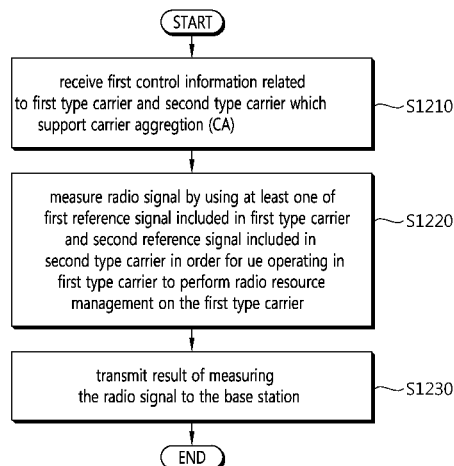 START
receive first control information related
to first type carrier and second type carrier which
support carrier aggregtion (CA)
S1210
measure radio signal by using at least one of
first reference signal included in first type carrier
and second reference signal included in
second type carrier in order for ue operating in
first type carrier to perform radio resource
management on the first type carrier
S1220
transmit result of measuring
the radio signal to the base station
S1230
END